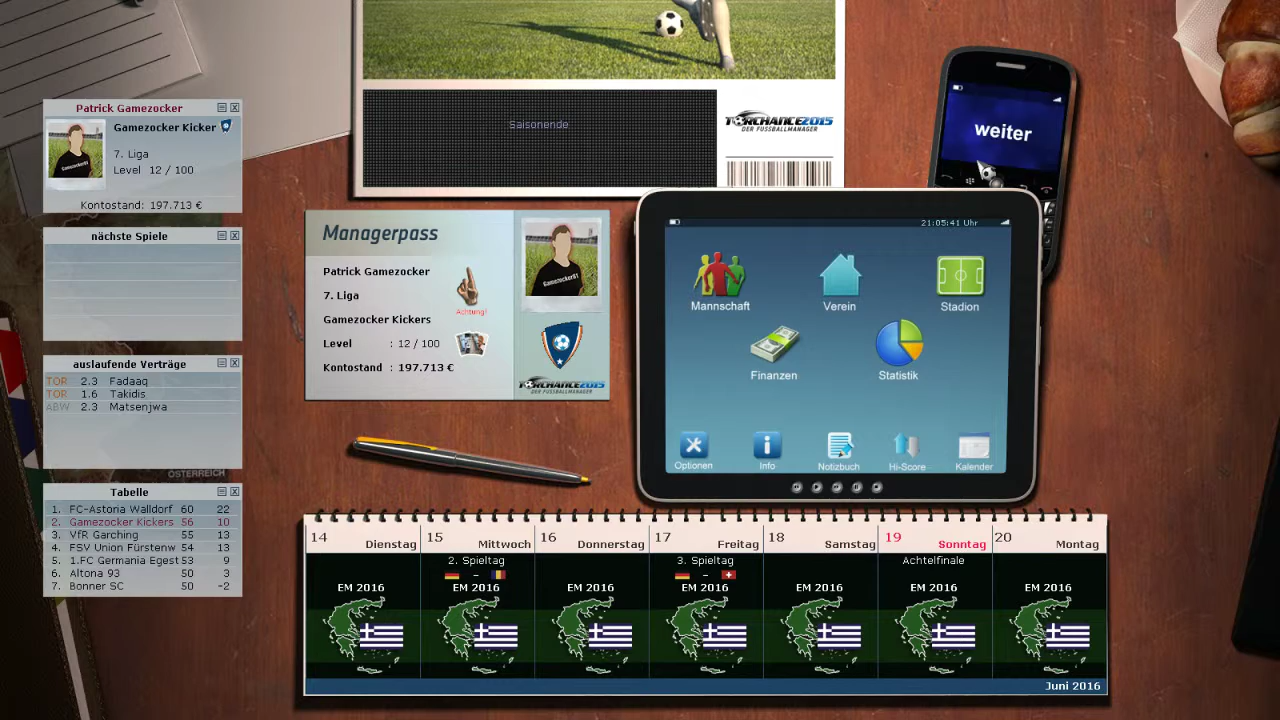 Patrick Gamezocker
Gamezocker Kicker
7. Liga
Level 12 / 100
Kontostand: 197.713 €
nächste Spiele
auslaufende Verträge
TOR 2.3 Fadaaq
TOR 1.6 Takidis
ABW 2.3 Matsenjwa
ÖSTERREICH
Tabelle
1. FC-Astoria Walldorf 60 22
2. Gamezocker Kickers 56 10
3. VfR Garching 55 13
4. FSV Union Fürstenw 54 13
5. 1.FC Germania Egest 53 9
6. Altona 93 50 3
7. Bonner SC 50 -2
Saisonende
TORCHANCE2015
DER FUSSBALLMANAGER
weiter
Managerpass
Patrick Gamezocker
7. Liga
Achtung!
Gamezocker Kickers
Level : 12 / 100
Kontostand : 197.713 €
Gamezocker81
TORCHANCE2015
DER FUSSBALLMANAGER
21:05:41 Uhr
Mannschaft
Verein
Stadion
Finanzen
Statistik
Optionen
Info
Notizbuch
Hi-Score
Kalender
14 Dienstag
15 Mittwoch
16 Donnerstag
17 Freitag
18 Samstag
19 Sonntag
20 Montag
2. Spieltag
3. Spieltag
Achtelfinale
–
–
EM 2016
EM 2016
EM 2016
EM 2016
EM 2016
EM 2016
EM 2016
Juni 2016